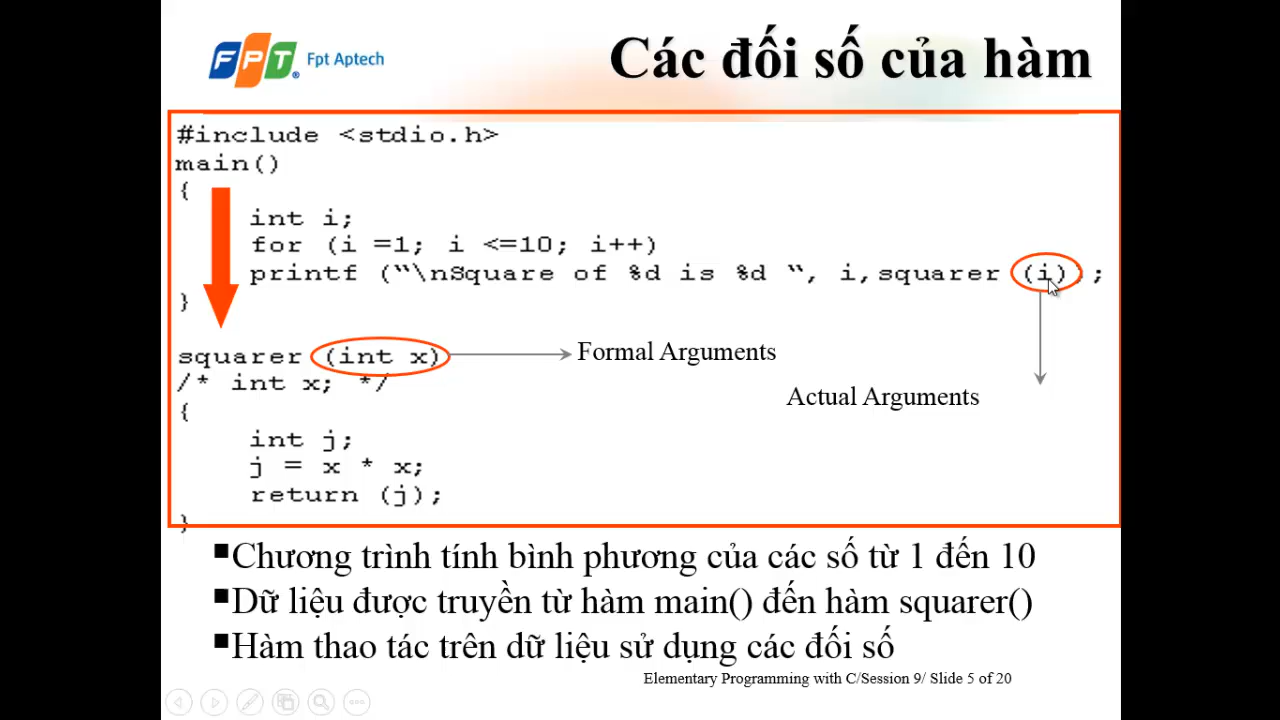 FPT Fpt Aptech
Các đối số của hàm
#include <stdio.h>
main()
{
int i;
for (i =1; i <=10; i++)
printf (“\nSquare of %d is %d “, i,squarer (i));
}
squarer (int x)
/* int x; */
{
int j;
j = x * x;
return (j);
}
Formal Arguments
Actual Arguments
▪Chương trình tính bình phương của các số từ 1 đến 10
▪Dữ liệu được truyền từ hàm main() đến hàm squarer()
▪Hàm thao tác trên dữ liệu sử dụng các đối số
Elementary Programming with C/Session 9/ Slide 5 of 20